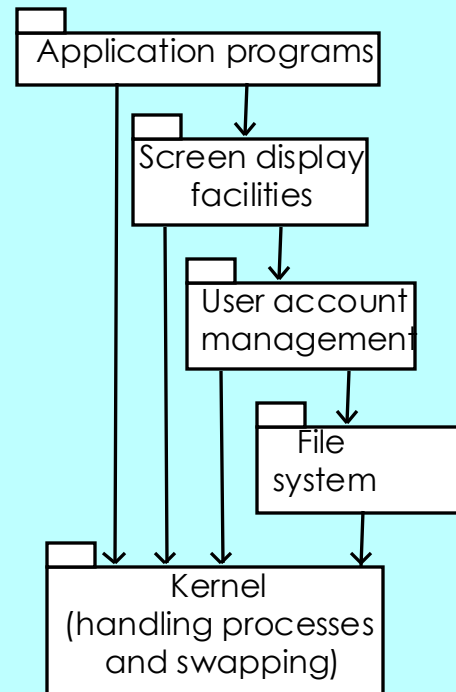 Application programs
Screen display
facilities
User account
management
File
system
Kernel
(handling processes
and swapping)